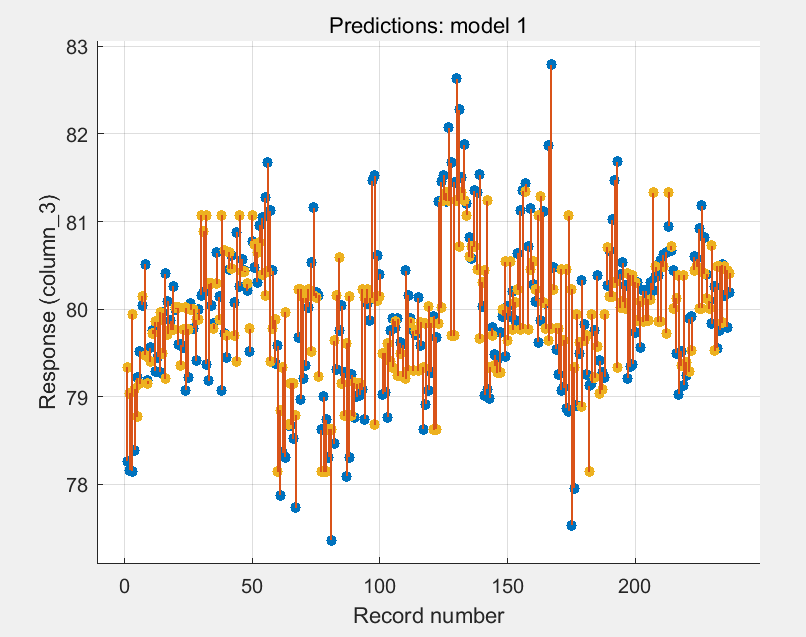 Predictions: model 1
83
82
81
80
79
78
Response (column_3)
0 50 100 150 200
Record number